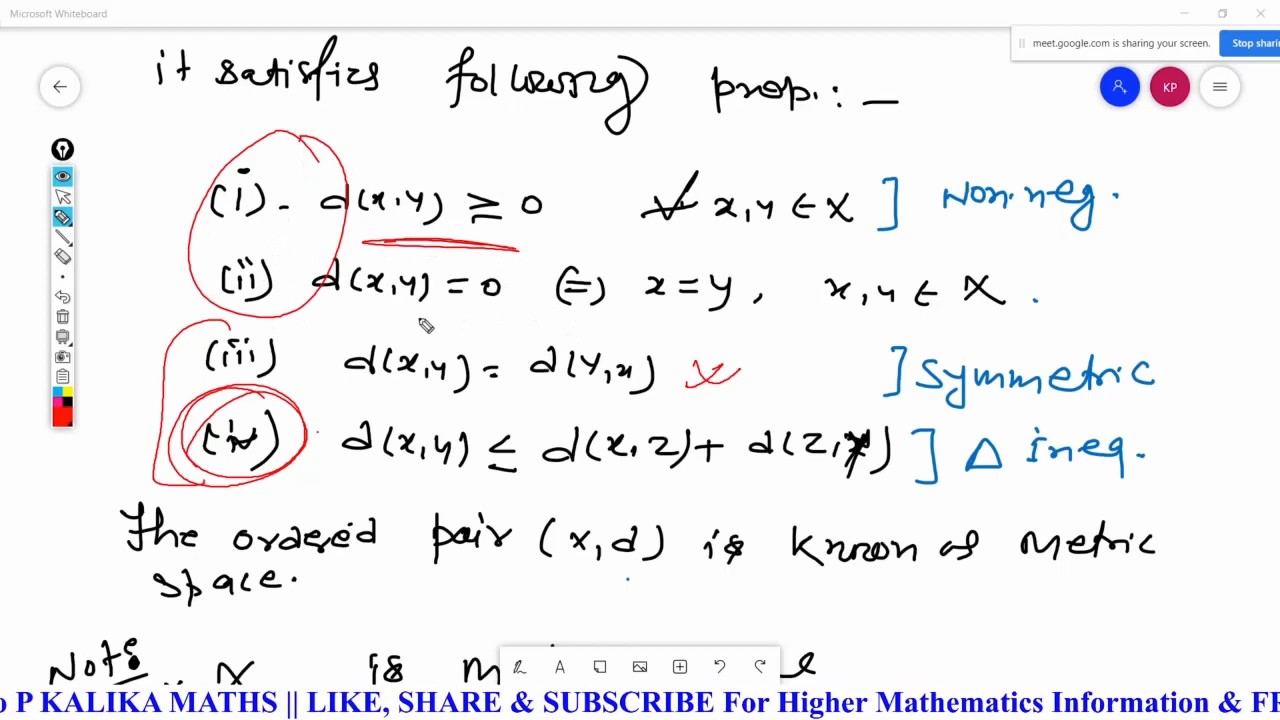 Microsoft Whiteboard
meet.google.com is sharing your screen. Stop sharing
KP
it satisfies following prop. : —
(i) - d(x,y) ≥ 0 ∀ x,y ∈ X ] Non-neg.
(ii) d(x,y) = 0 ⇔ x = y, x,y ∈ X.
(iii) d(x,y) = d(y,x) ] Symmetric
(iv) d(x,y) ≤ d(x,z) + d(z,y) ] Δ ineq.
The ordered pair (X,d) is known as metric
space.
Note X is
o P KALIKA MATHS || LIKE, SHARE & SUBSCRIBE For Higher Mathematics Information & FE